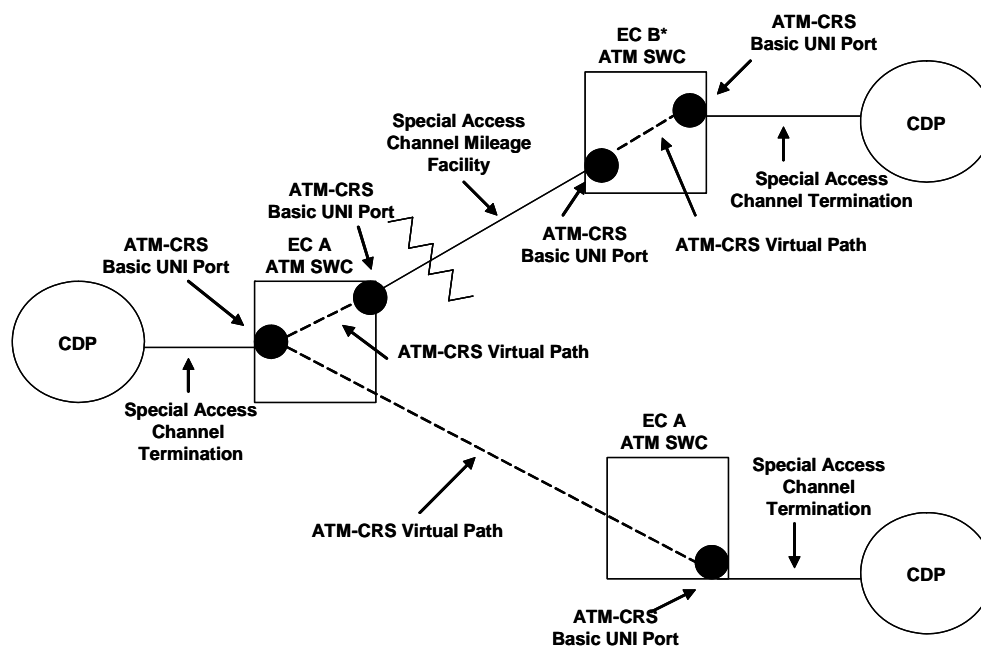 EC B*
ATM SWC
ATM-CRS
Basic UNI Port
Special Access
Channel Mileage
Facility
CDP
ATM-CRS
Basic UNI Port
Special Access
Channel Termination
ATM-CRS
Basic UNI Port
ATM-CRS Virtual Path
ATM-CRS
Basic UNI Port
EC A
ATM SWC
CDP
ATM-CRS Virtual Path
Special Access
Channel
Termination
EC A
ATM SWC
Special Access
Channel
Termination
ATM-CRS Virtual Path
CDP
ATM-CRS
Basic UNI Port